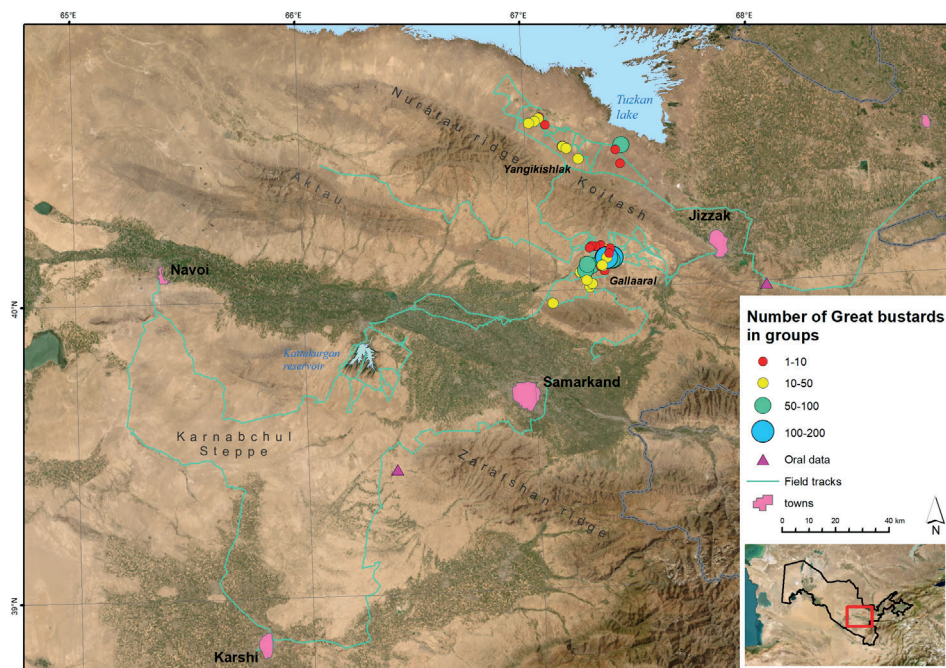 65°E
66°E
67°E
68°E
Nuratau ridge
Tuzkan
lake
Yangikishlak
Koitash
Aktau
Jizzak
Navoi
Gallaaral
40°N
Kattakurgan
reservoir
Samarkand
Karnabchul
Steppe
Zarafshan ridge
39°N
Karshi
Number of Great bustards
in groups
1-10
10-50
50-100
100-200
Oral data
Field tracks
towns
0 10 20 40 km
N